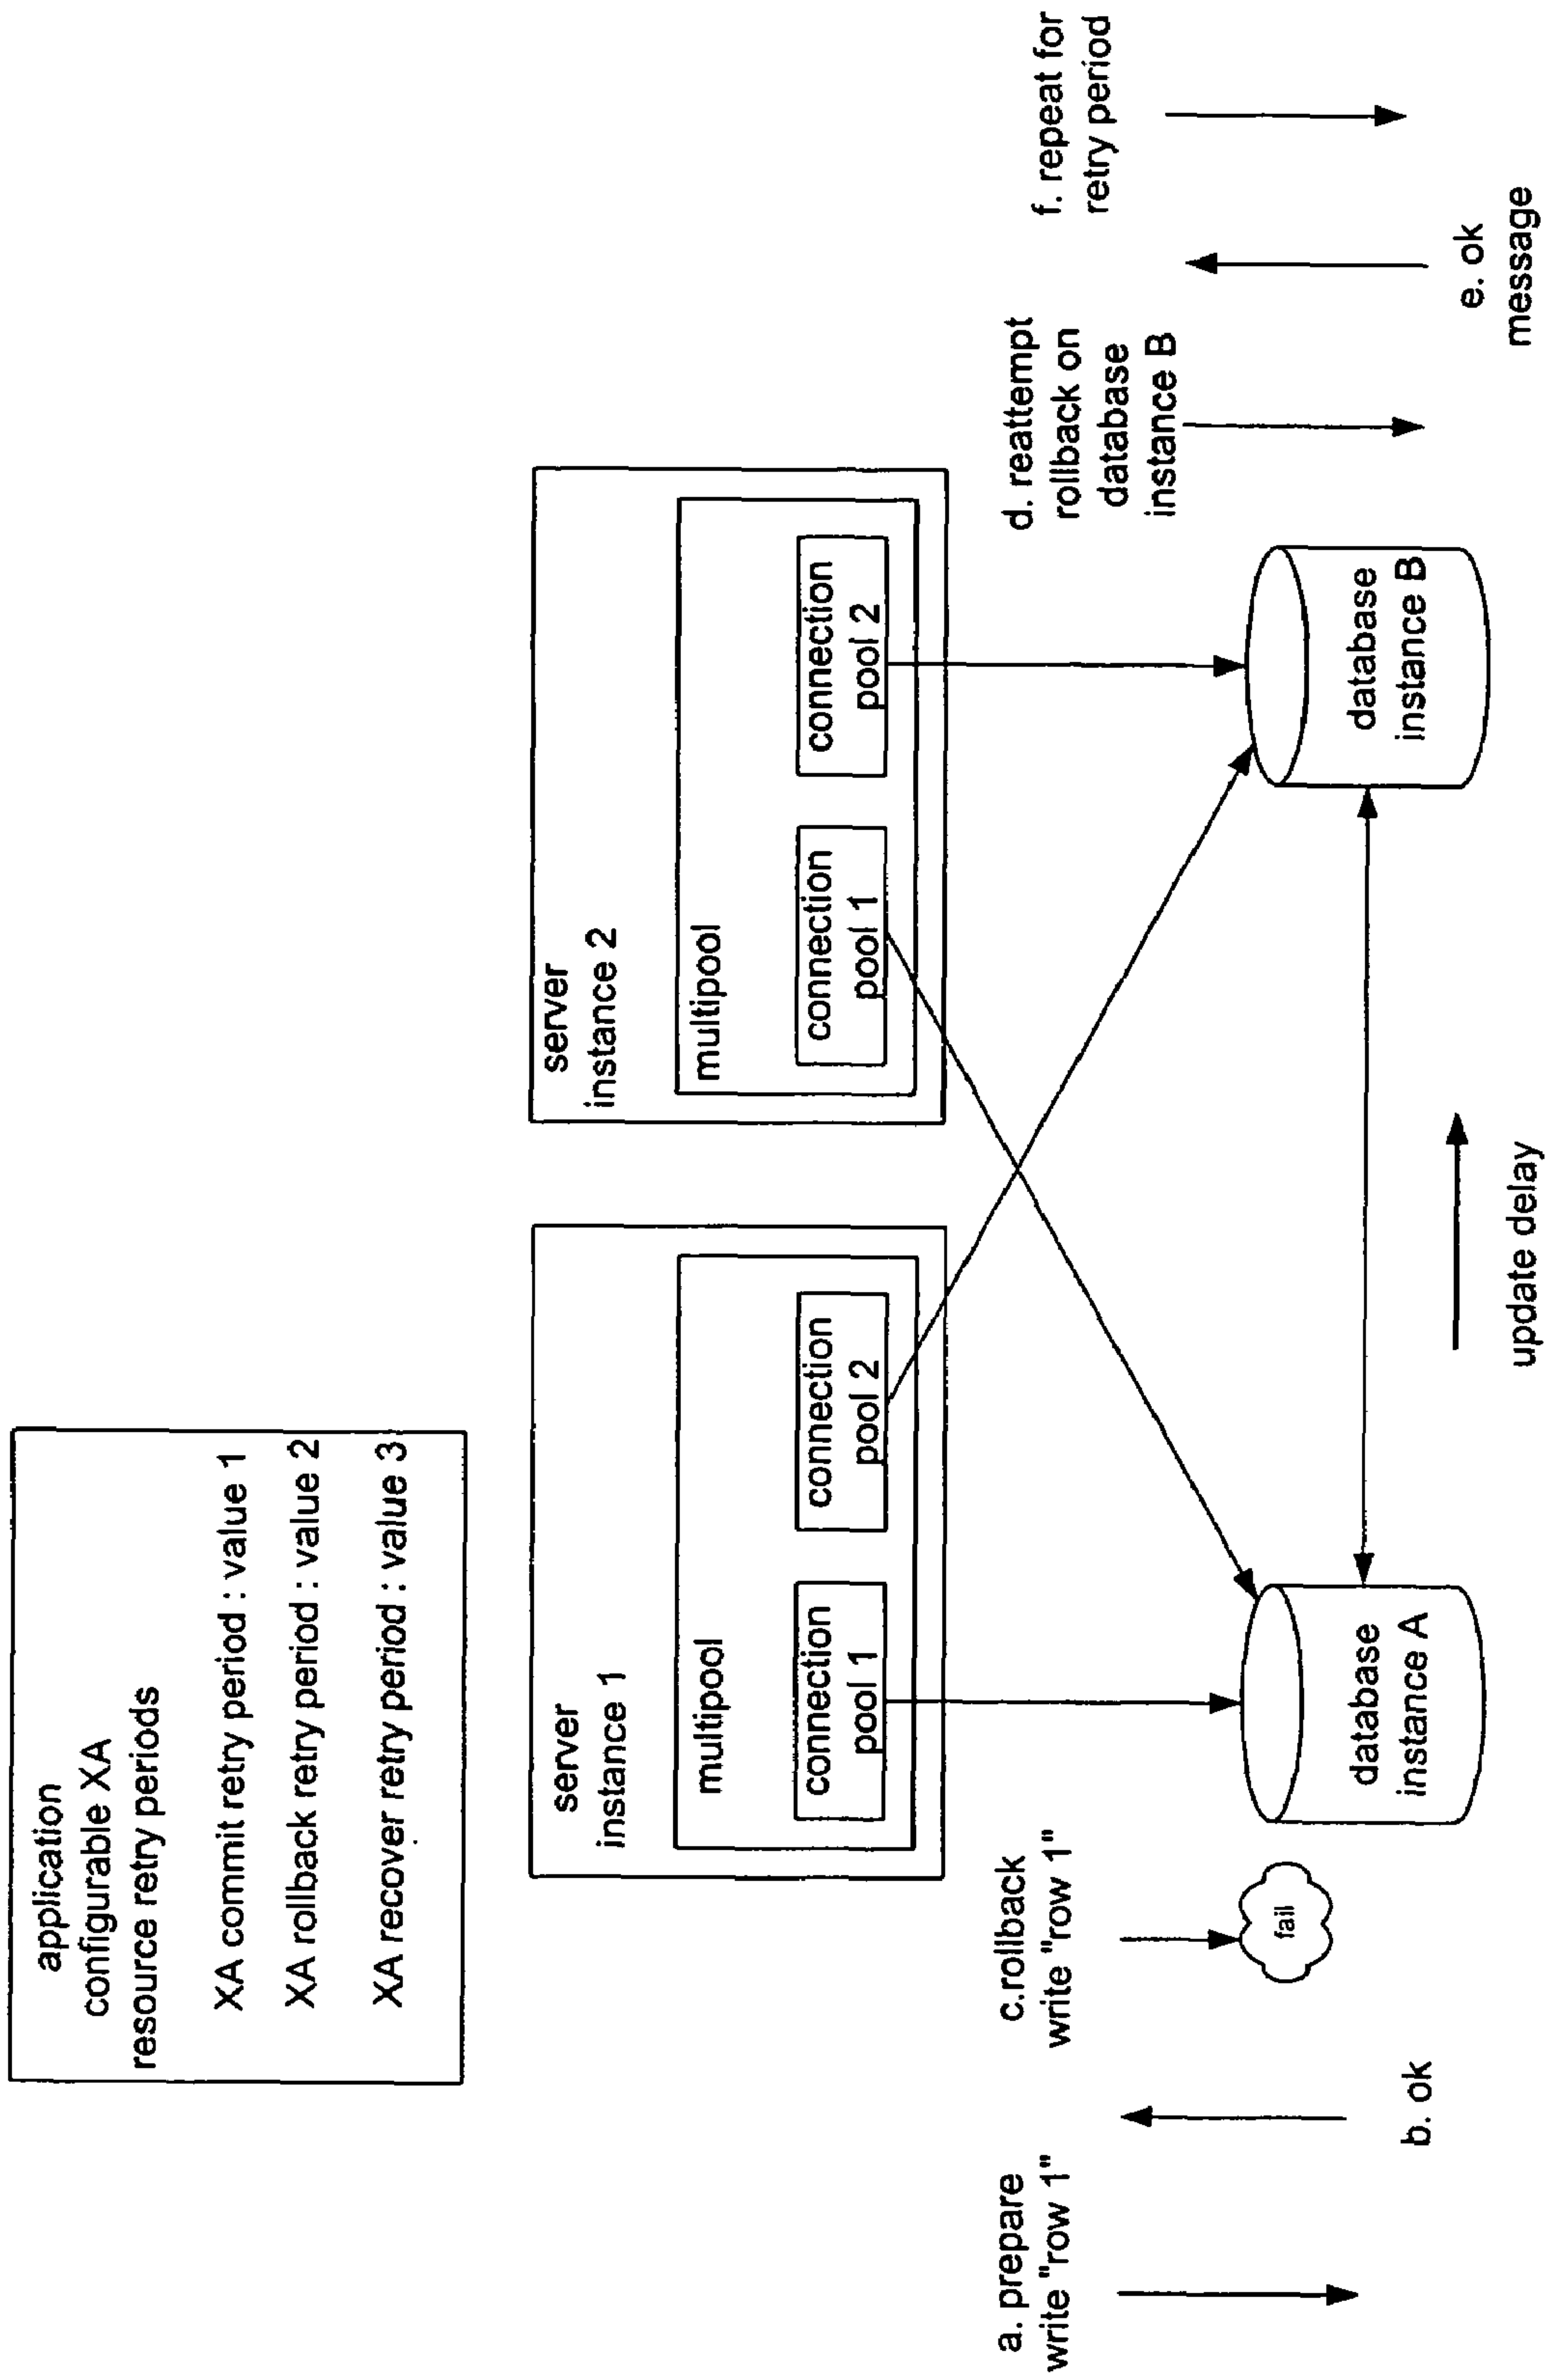 application
configurable XA
resource retry periods
XA commit retry period : value 1
XA rollback retry period : value 2
XA recover retry period : value 3
server
instance 1
multipool
connection
pool 1
connection
pool 2
server
instance 2
multipool
connection
pool 1
connection
pool 2
a. prepare
write "row 1"
b. ok
c.rollback
write "row 1"
fail
database
instance A
update delay
database
instance B
d. reattempt
rollback on
database
instance B
e. ok
message
f. repeat for
retry period